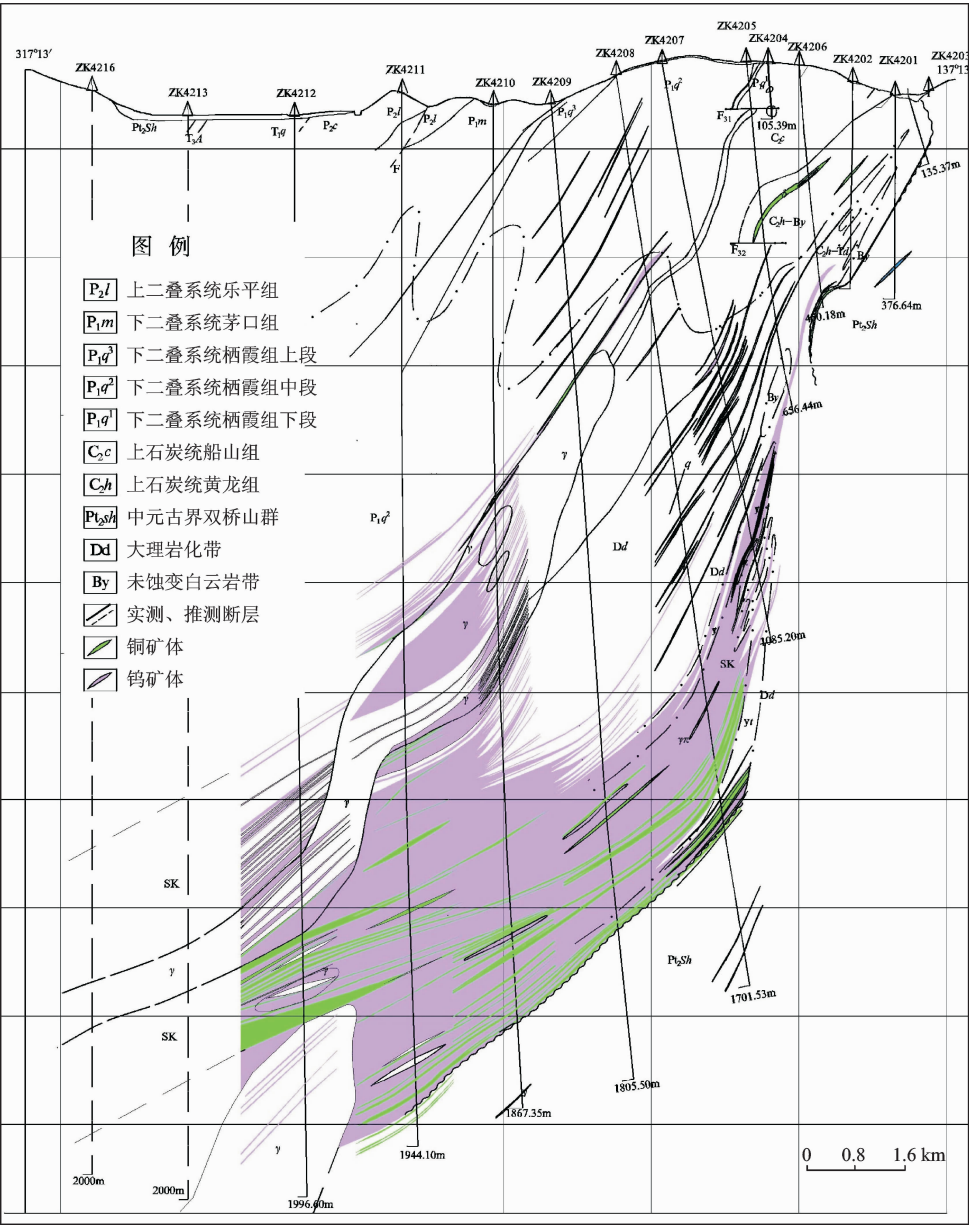 317°13′
ZK4216
ZK4213
ZK4212
ZK4211
ZK4210
ZK4209
ZK4208
ZK4207
ZK4205
ZK4204
ZK4206
ZK4202
ZK4201
ZK4203
137°13′
Pt₂Sh
T₃A
T₁q
P₂c
P₂l
P₂l
P₁m
P₁q³
P₁q²
F
F₃₁
105.39m
C₂c
135.37m
C₂h-By
F₃₂
C₂h-Td
By
376.64m
Pt₂Sh
图 例
P₂l 上二叠系统乐平组
P₁m 下二叠系统茅口组
P₁q³ 下二叠系统栖霞组上段
P₁q² 下二叠系统栖霞组中段
P₁q¹ 下二叠系统栖霞组下段
C₂c 上石炭统船山组
C₂h 上石炭统黄龙组
Pt₂sh 中元古界双桥山群
Dd 大理岩化带
By 未蚀变白云岩带
实测、推测断层
铜矿体
钨矿体
By
656.44m
γ
q
P₁q²
γ
Dd
Dd
γ
1085.20m
SK
Dd
γ
γπ
γ
SK
γ
γ
Pt₂Sh
1701.53m
SK
1805.50m
1867.35m
γ
1944.10m
0 0.8 1.6 km
2000m
2000m
1996.60m